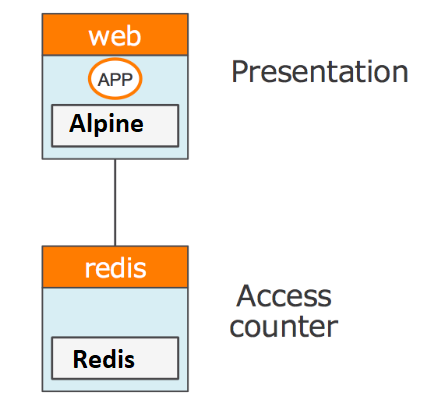 web
APP
Presentation
Alpine
redis
Access
counter
Redis